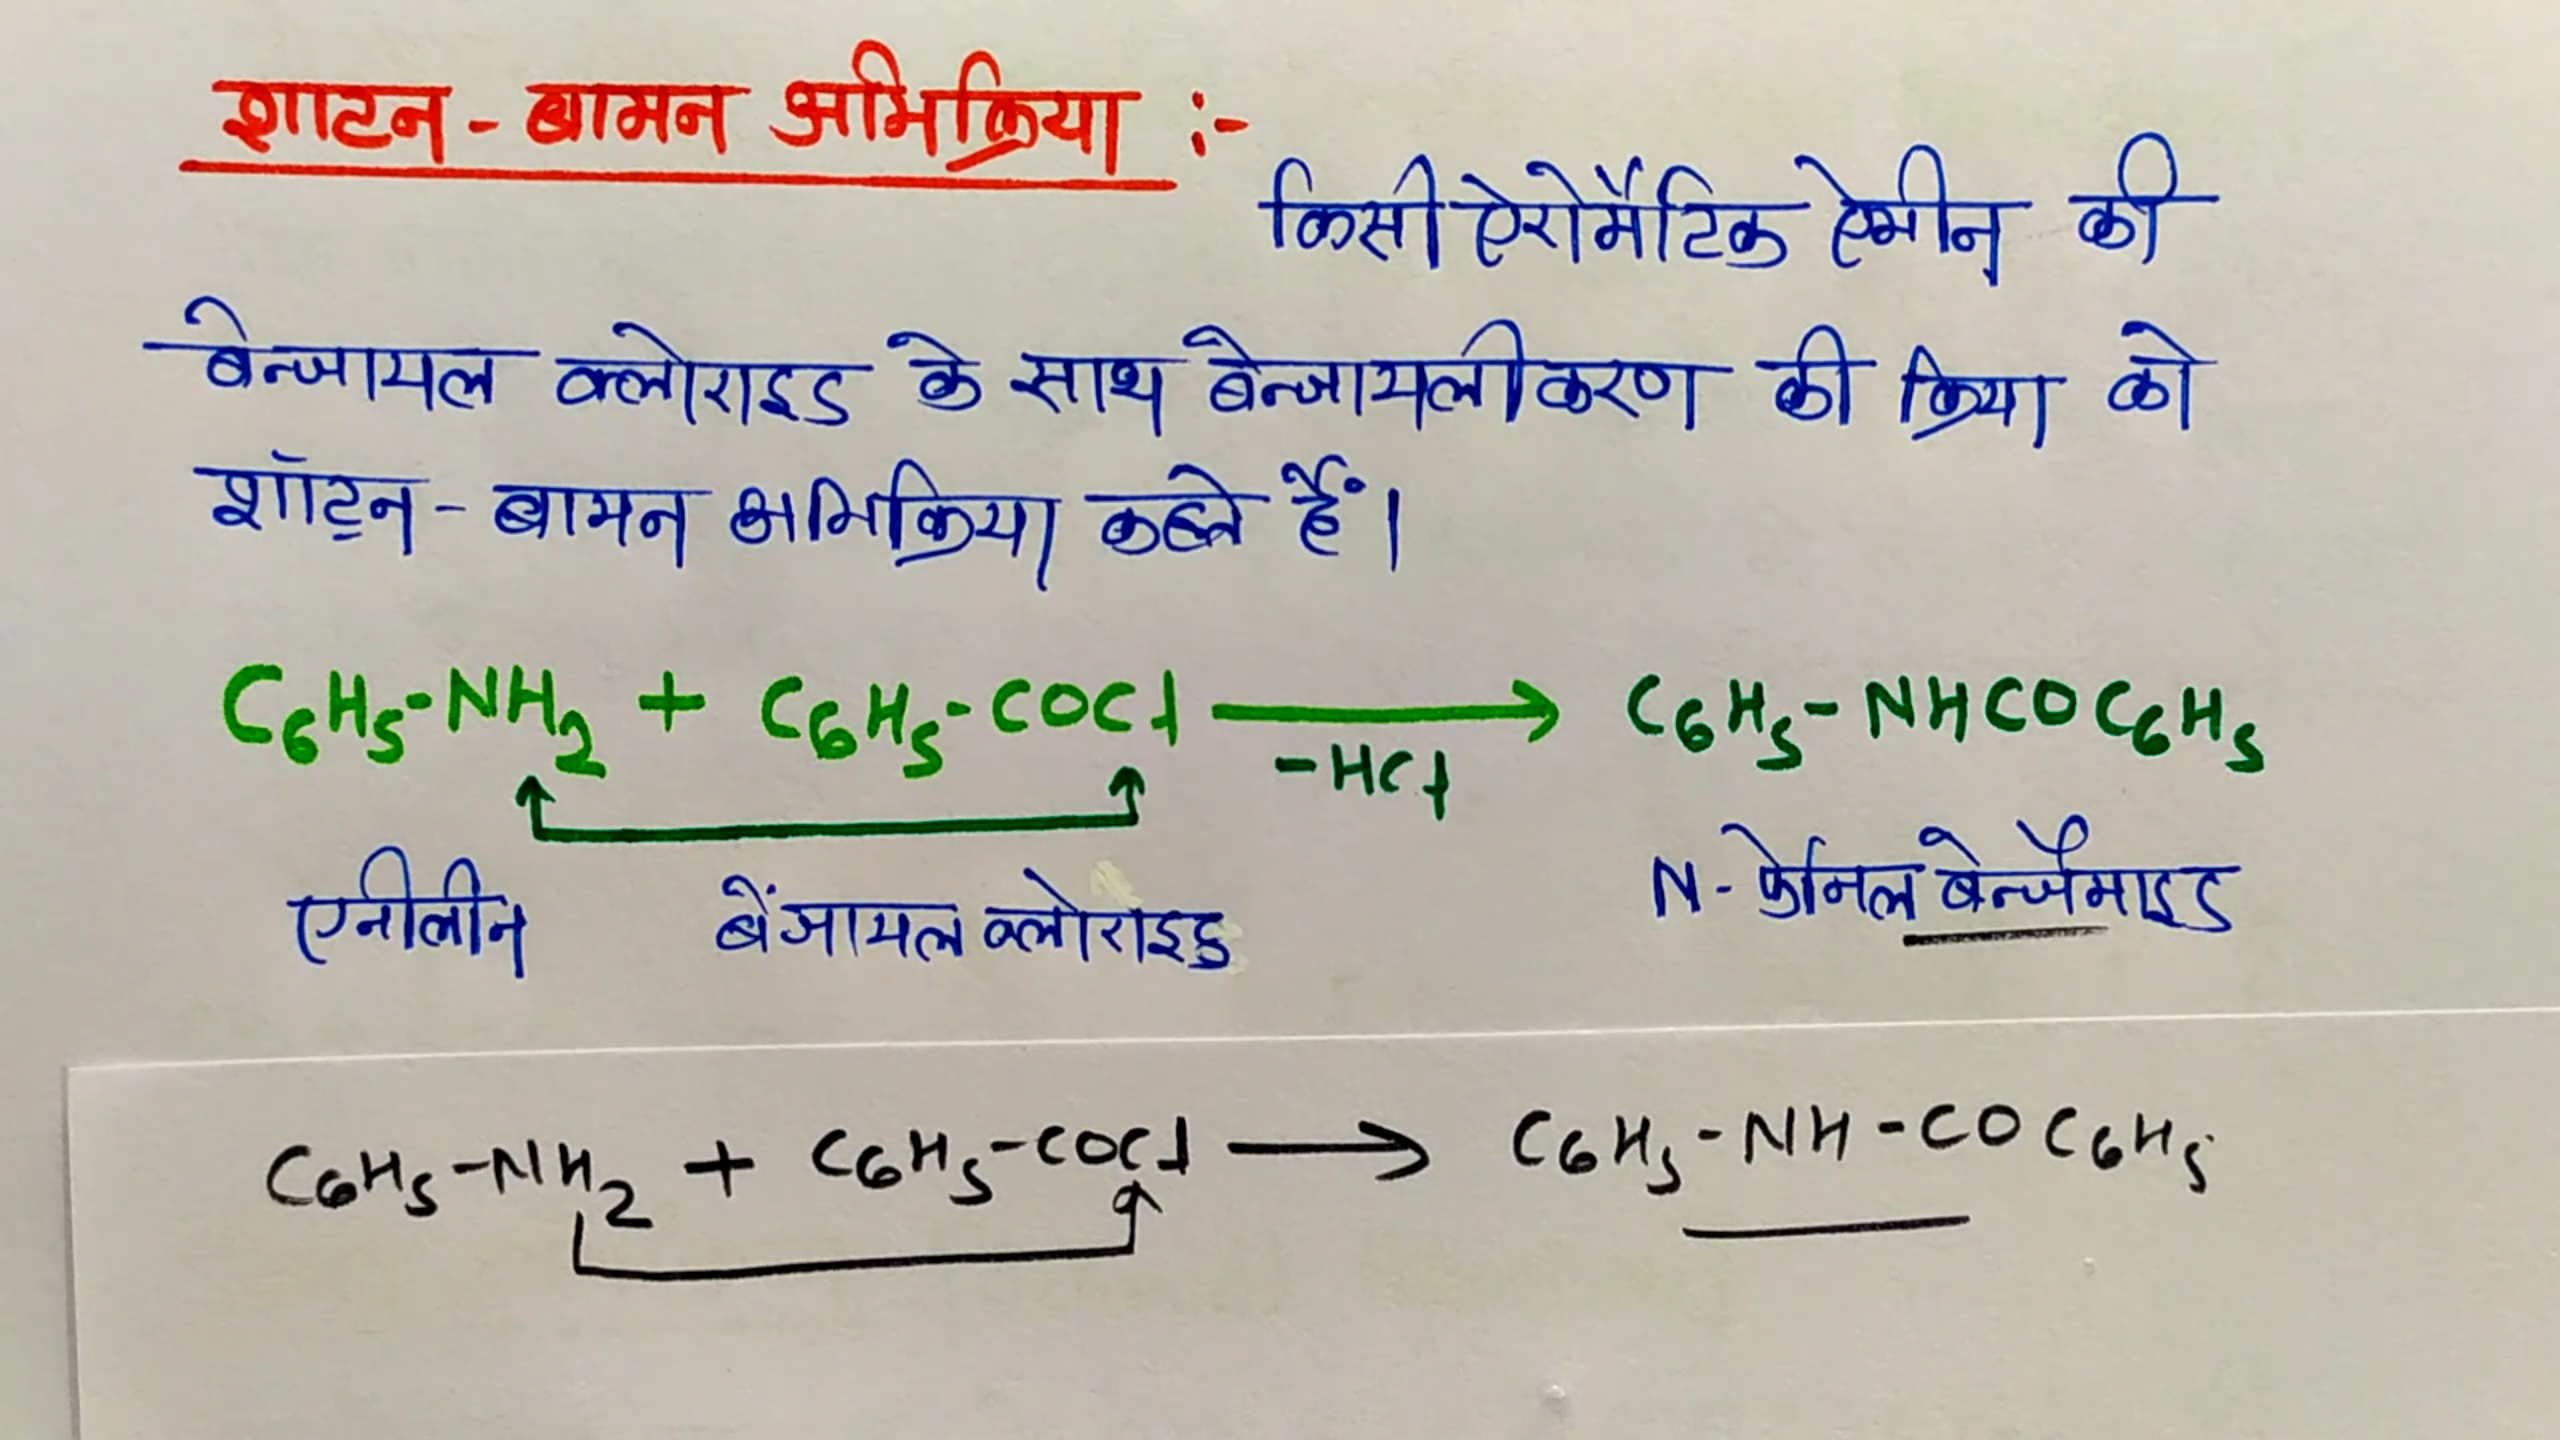 शाटन - बामन अभिक्रिया :-
किसी ऐरोमैटिक ऐमीन की
बेन्जायल क्लोराइड के साथ बेन्जायलीकरण की क्रिया को
शॉटन - बामन अभिक्रिया कहते हैं।
C₆H₅-NH₂ + C₆H₅-COCl ⟶ C₆H₅-NHCOC₆H₅
-HCl
एनीलीन बेंजायल क्लोराइड N-फेनिल बेन्जैमाइड
C₆H₅-NH₂ + C₆H₅-COCl ⟶ C₆H₅-NH-COC₆H₅